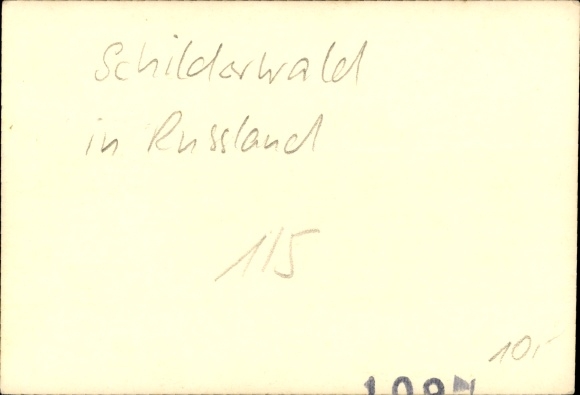 Schilderwald
in Russland
115
10,-